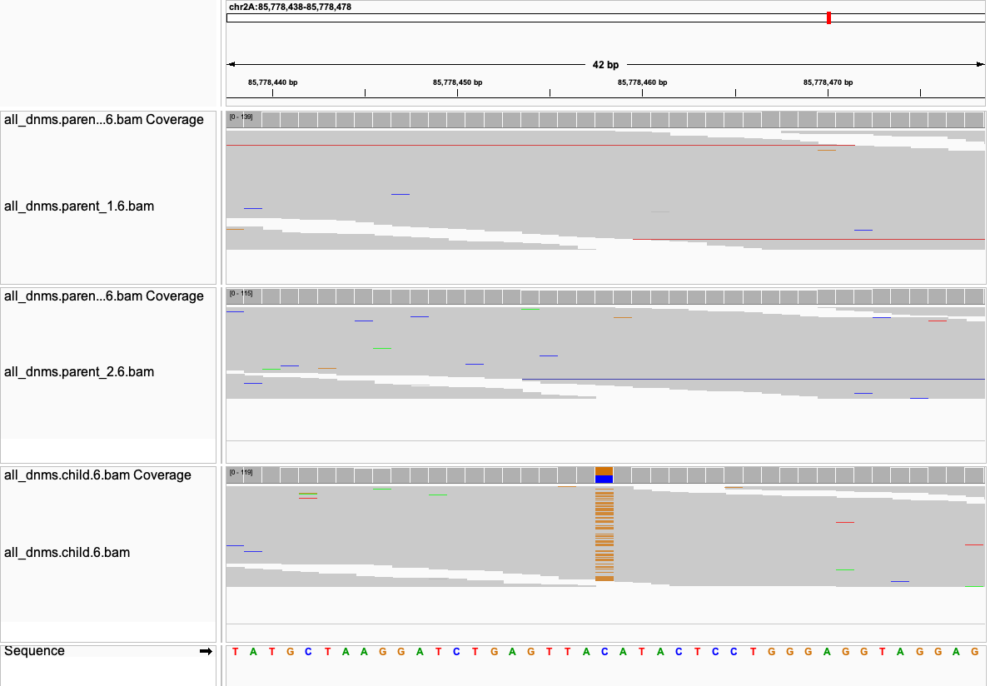 chr2A:85,778,438-85,778,478
42 bp
85,778,440 bp 85,778,450 bp 85,778,460 bp 85,778,470 bp
all_dnms.paren...6.bam Coverage
[0 - 139]
all_dnms.parent_1.6.bam
all_dnms.paren...6.bam Coverage
[0 - 115]
all_dnms.parent_2.6.bam
all_dnms.child.6.bam Coverage
[0 - 119]
all_dnms.child.6.bam
Sequence
T A T G C T A A G G A T C T G A G T T A C A T A C T C C T G G G A G G T A G G A G